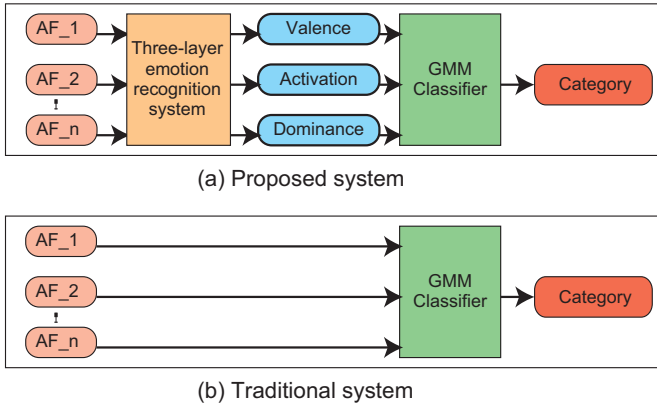 AF_1
AF_2
AF_n
Three-layer
emotion
recognition
system
Valence
Activation
Dominance
GMM
Classifier
Category
(a) Proposed system
AF_1
AF_2
AF_n
GMM
Classifier
Category
(b) Traditional system